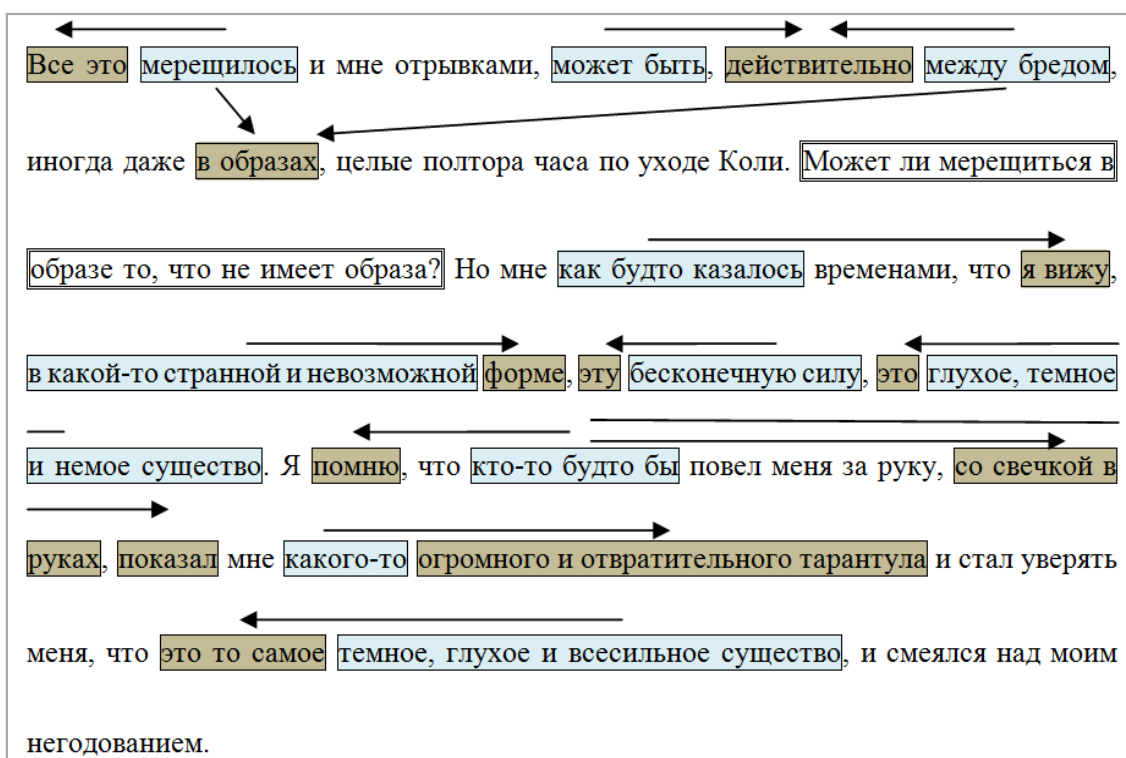 Все это мерещилось и мне отрывками, может быть, действительно между бредом,
иногда даже в образах, целые полтора часа по уходе Коли. Может ли мерещиться в
образе то, что не имеет образа? Но мне как будто казалось временами, что я вижу,
в какой-то странной и невозможной форме, эту бесконечную силу, это глухое, темное
и немое существо. Я помню, что кто-то будто бы повел меня за руку, со свечкой в
руках, показал мне какого-то огромного и отвратительного тарантула и стал уверять
меня, что это то самое темное, глухое и всесильное существо, и смеялся над моим
негодованием.